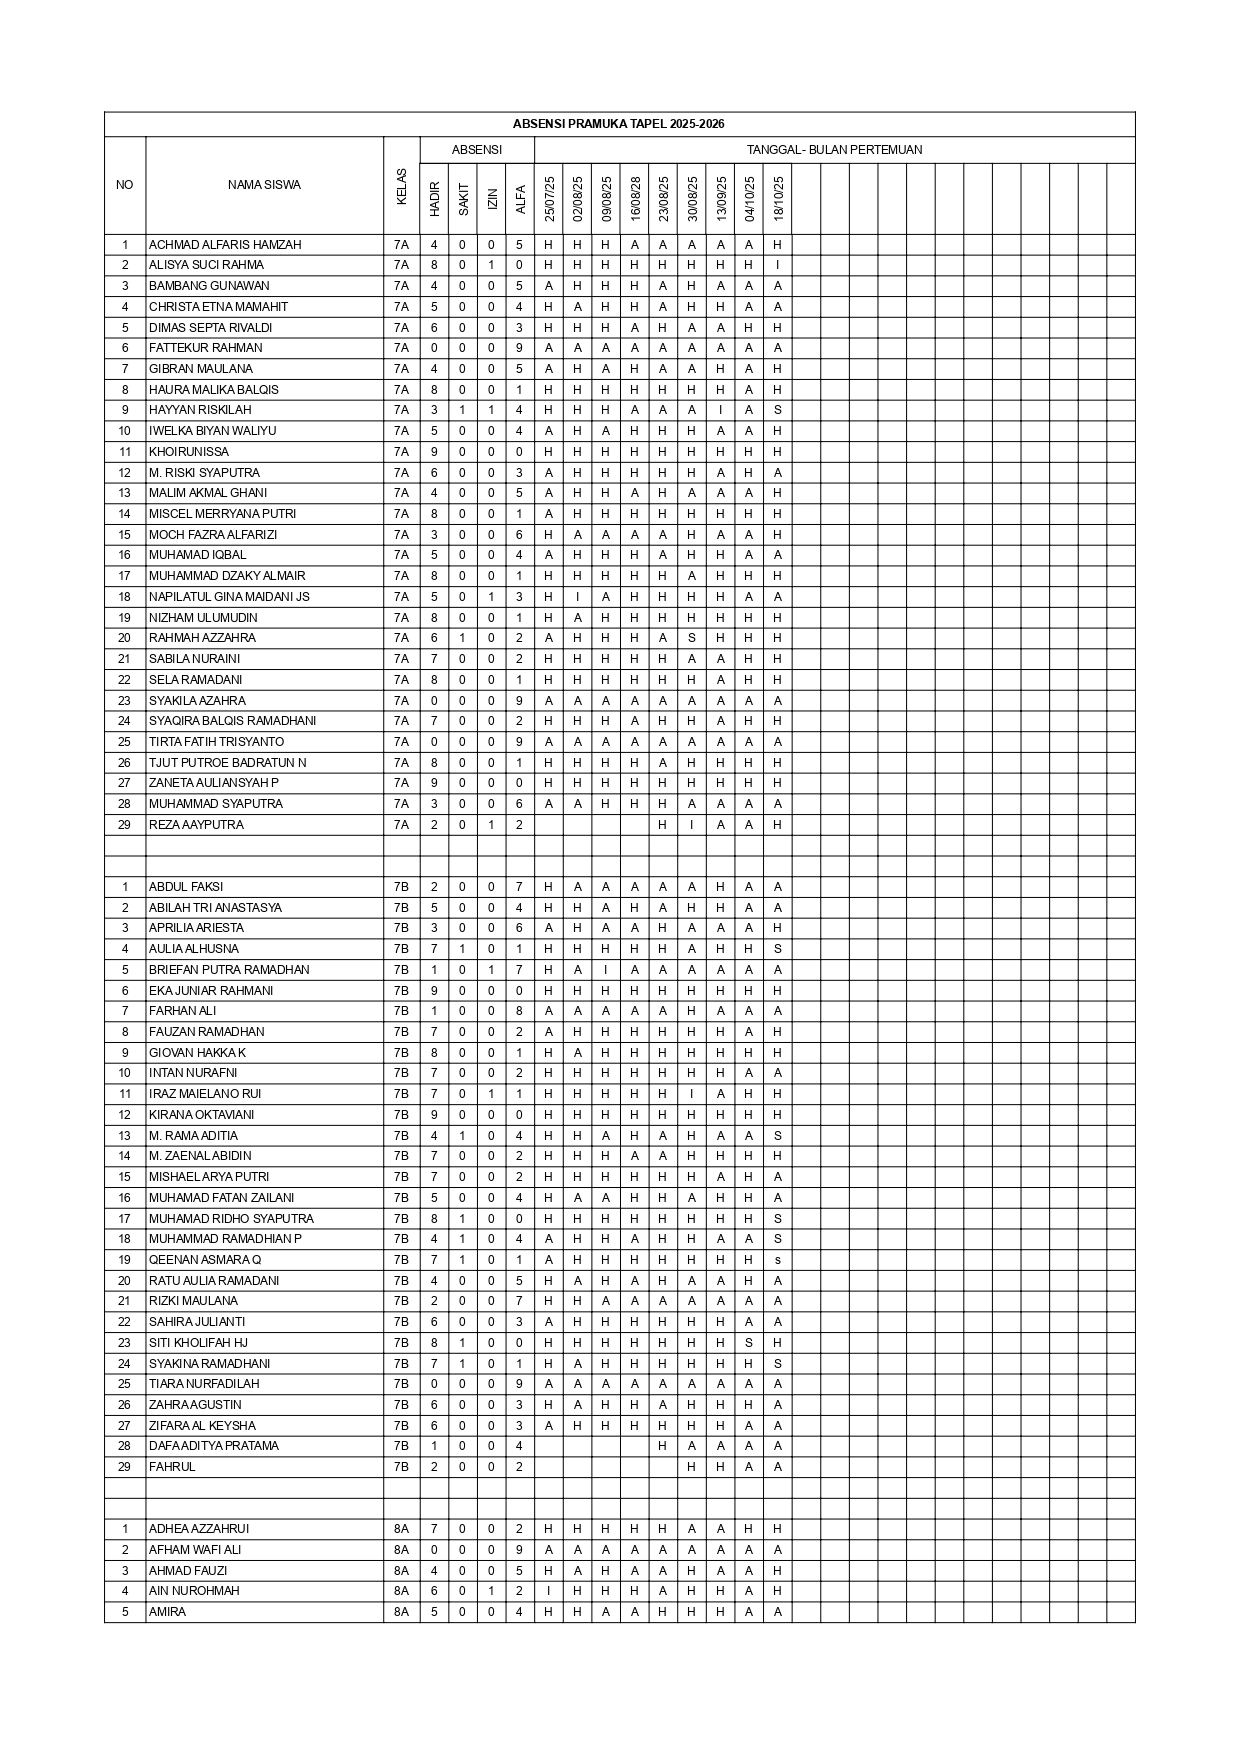 ABSENSI PRAMUKA TAPEL 2025-2026
NO NAMA SISWA KELAS ABSENSI TANGGAL- BULAN PERTEMUAN
HADIR SAKIT IZIN ALFA 25/07/25 02/08/25 09/08/25 16/08/28 23/08/25 30/08/25 13/09/25 04/10/25 18/10/25
1 ACHMAD ALFARIS HAMZAH 7A 4 0 0 5 H H H A A A A A H
2 ALISYA SUCI RAHMA 7A 8 0 1 0 H H H H H H H H I
3 BAMBANG GUNAWAN 7A 4 0 0 5 A H H H A H A A A
4 CHRISTA ETNA MAMAHIT 7A 5 0 0 4 H A H H A H H A A
5 DIMAS SEPTA RIVALDI 7A 6 0 0 3 H H H A H A A H H
6 FATTEKUR RAHMAN 7A 0 0 0 9 A A A A A A A A A
7 GIBRAN MAULANA 7A 4 0 0 5 A H A H A A H A H
8 HAURA MALIKA BALQIS 7A 8 0 0 1 H H H H H H H A H
9 HAYYAN RISKILAH 7A 3 1 1 4 H H H A A A I A S
10 IWELKA BIYAN WALIYU 7A 5 0 0 4 A H A H H H A A H
11 KHOIRUNISSA 7A 9 0 0 0 H H H H H H H H H
12 M. RISKI SYAPUTRA 7A 6 0 0 3 A H H H H H A H A
13 MALIM AKMAL GHANI 7A 4 0 0 5 A H H A H A A A H
14 MISCEL MERRYANA PUTRI 7A 8 0 0 1 A H H H H H H H H
15 MOCH FAZRA ALFARIZI 7A 3 0 0 6 H A A A A H A A H
16 MUHAMAD IQBAL 7A 5 0 0 4 A H H A H H H A A
17 MUHAMMAD DZAKY ALMAIR 7A 8 0 0 1 H H H H H A H H H
18 NAPILATUL GINA MAIDANI JS 7A 5 0 1 3 H I A H H H H A A
19 NIZHAM ULUMUDIN 7A 8 0 0 1 H A H H H H H H H
20 RAHMAH AZZAHRA 7A 6 1 0 2 A H H H A S H H H
21 SABILA NURAINI 7A 7 0 0 2 H H H H H A A H H
22 SELA RAMADANI 7A 8 0 0 1 H H H H H H A H H
23 SYAKILA AZAHRA 7A 0 0 0 9 A A A A A A A A A
24 SYAQIRA BALQIS RAMADHANI 7A 7 0 0 2 H H H A H H A H H
25 TIRTA FATIH TRISYANTO 7A 0 0 0 9 A A A A A A A A A
26 TJUT PUTROE BADRATUN N 7A 8 0 0 1 H H H H A H H H H
27 ZANETA AULIANSYAH P 7A 9 0 0 0 H H H H H H H H H
28 MUHAMMAD SYAPUTRA 7A 3 0 0 6 A A H H H A A A A
29 REZA AAYPUTRA 7A 2 0 1 2 H I A A H
1 ABDUL FAKSI 7B 2 0 0 7 H A A A A A H A A
2 ABILAH TRI ANASTASYA 7B 5 0 0 4 H H A H A H H A A
3 APRILIA ARIESTA 7B 3 0 0 6 A H A A H A A A H
4 AULIA ALHUSNA 7B 7 1 0 1 H H H H H A H H S
5 BRIEFAN PUTRA RAMADHAN 7B 1 0 1 7 H A I A A A A A A
6 EKA JUNIAR RAHMANI 7B 9 0 0 0 H H H H H H H H H
7 FARHAN ALI 7B 1 0 0 8 A A A A A H A A A
8 FAUZAN RAMADHAN 7B 7 0 0 2 A H H H H H H A H
9 GIOVAN HAKKA K 7B 8 0 0 1 H A H H H H H H H
10 INTAN NURAFNI 7B 7 0 0 2 H H H H H H H A A
11 IRAZ MAIELANO RUI 7B 7 0 1 1 H H H H H I A H H
12 KIRANA OKTAVIANI 7B 9 0 0 0 H H H H H H H H H
13 M. RAMA ADITIA 7B 4 1 0 4 H H A H A H A A S
14 M. ZAENAL ABIDIN 7B 7 0 0 2 H H H A A H H H H
15 MISHAEL ARYA PUTRI 7B 7 0 0 2 H H H H H H A H A
16 MUHAMAD FATAN ZAILANI 7B 5 0 0 4 H A A H H A H H A
17 MUHAMAD RIDHO SYAPUTRA 7B 8 1 0 0 H H H H H H H H S
18 MUHAMMAD RAMADHIAN P 7B 4 1 0 4 A H H A H H A A S
19 QEENAN ASMARA Q 7B 7 1 0 1 A H H H H H H H s
20 RATU AULIA RAMADANI 7B 4 0 0 5 H A H A H A A H A
21 RIZKI MAULANA 7B 2 0 0 7 H H A A A A A A A
22 SAHIRA JULIANTI 7B 6 0 0 3 A H H H H H H A A
23 SITI KHOLIFAH HJ 7B 8 1 0 0 H H H H H H H S H
24 SYAKINA RAMADHANI 7B 7 1 0 1 H A H H H H H H S
25 TIARA NURFADILAH 7B 0 0 0 9 A A A A A A A A A
26 ZAHRA AGUSTIN 7B 6 0 0 3 H A H H A H H H A
27 ZIFARA AL KEYSHA 7B 6 0 0 3 A H H H H H H A A
28 DAFA ADITYA PRATAMA 7B 1 0 0 4 H A A A A
29 FAHRUL 7B 2 0 0 2 H H A A
1 ADHEA AZZAHRUI 8A 7 0 0 2 H H H H H A A H H
2 AFHAM WAFI ALI 8A 0 0 0 9 A A A A A A A A A
3 AHMAD FAUZI 8A 4 0 0 5 H A H A A H A A H
4 AIN NUROHMAH 8A 6 0 1 2 I H H H A H H A H
5 AMIRA 8A 5 0 0 4 H H A A H H H A A